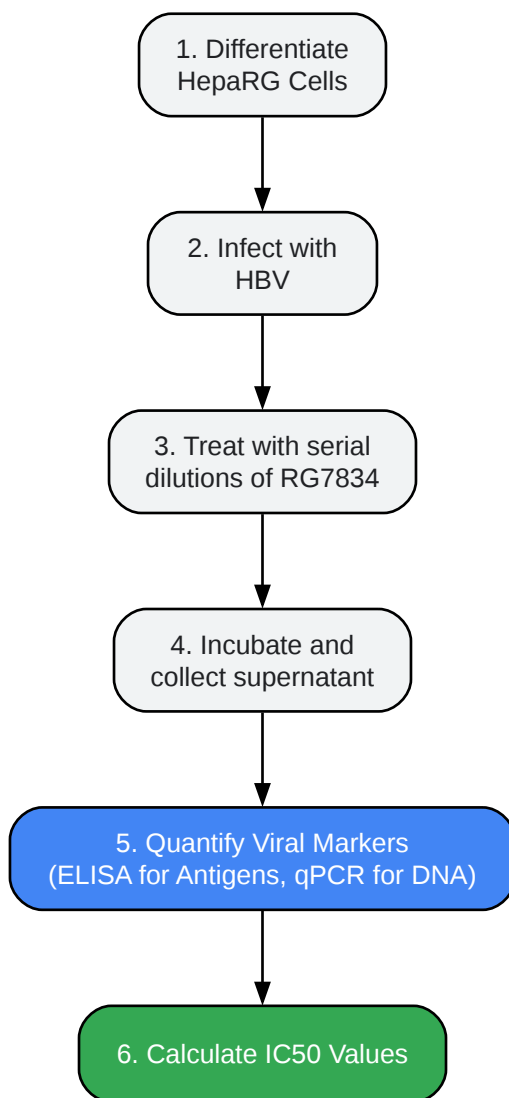 1. Differentiate
HepaRG Cells
2. Infect with
HBV
3. Treat with serial
dilutions of RG7834
4. Incubate and
collect supernatant
5. Quantify Viral Markers
(ELISA for Antigens, qPCR for DNA)
6. Calculate IC50 Values